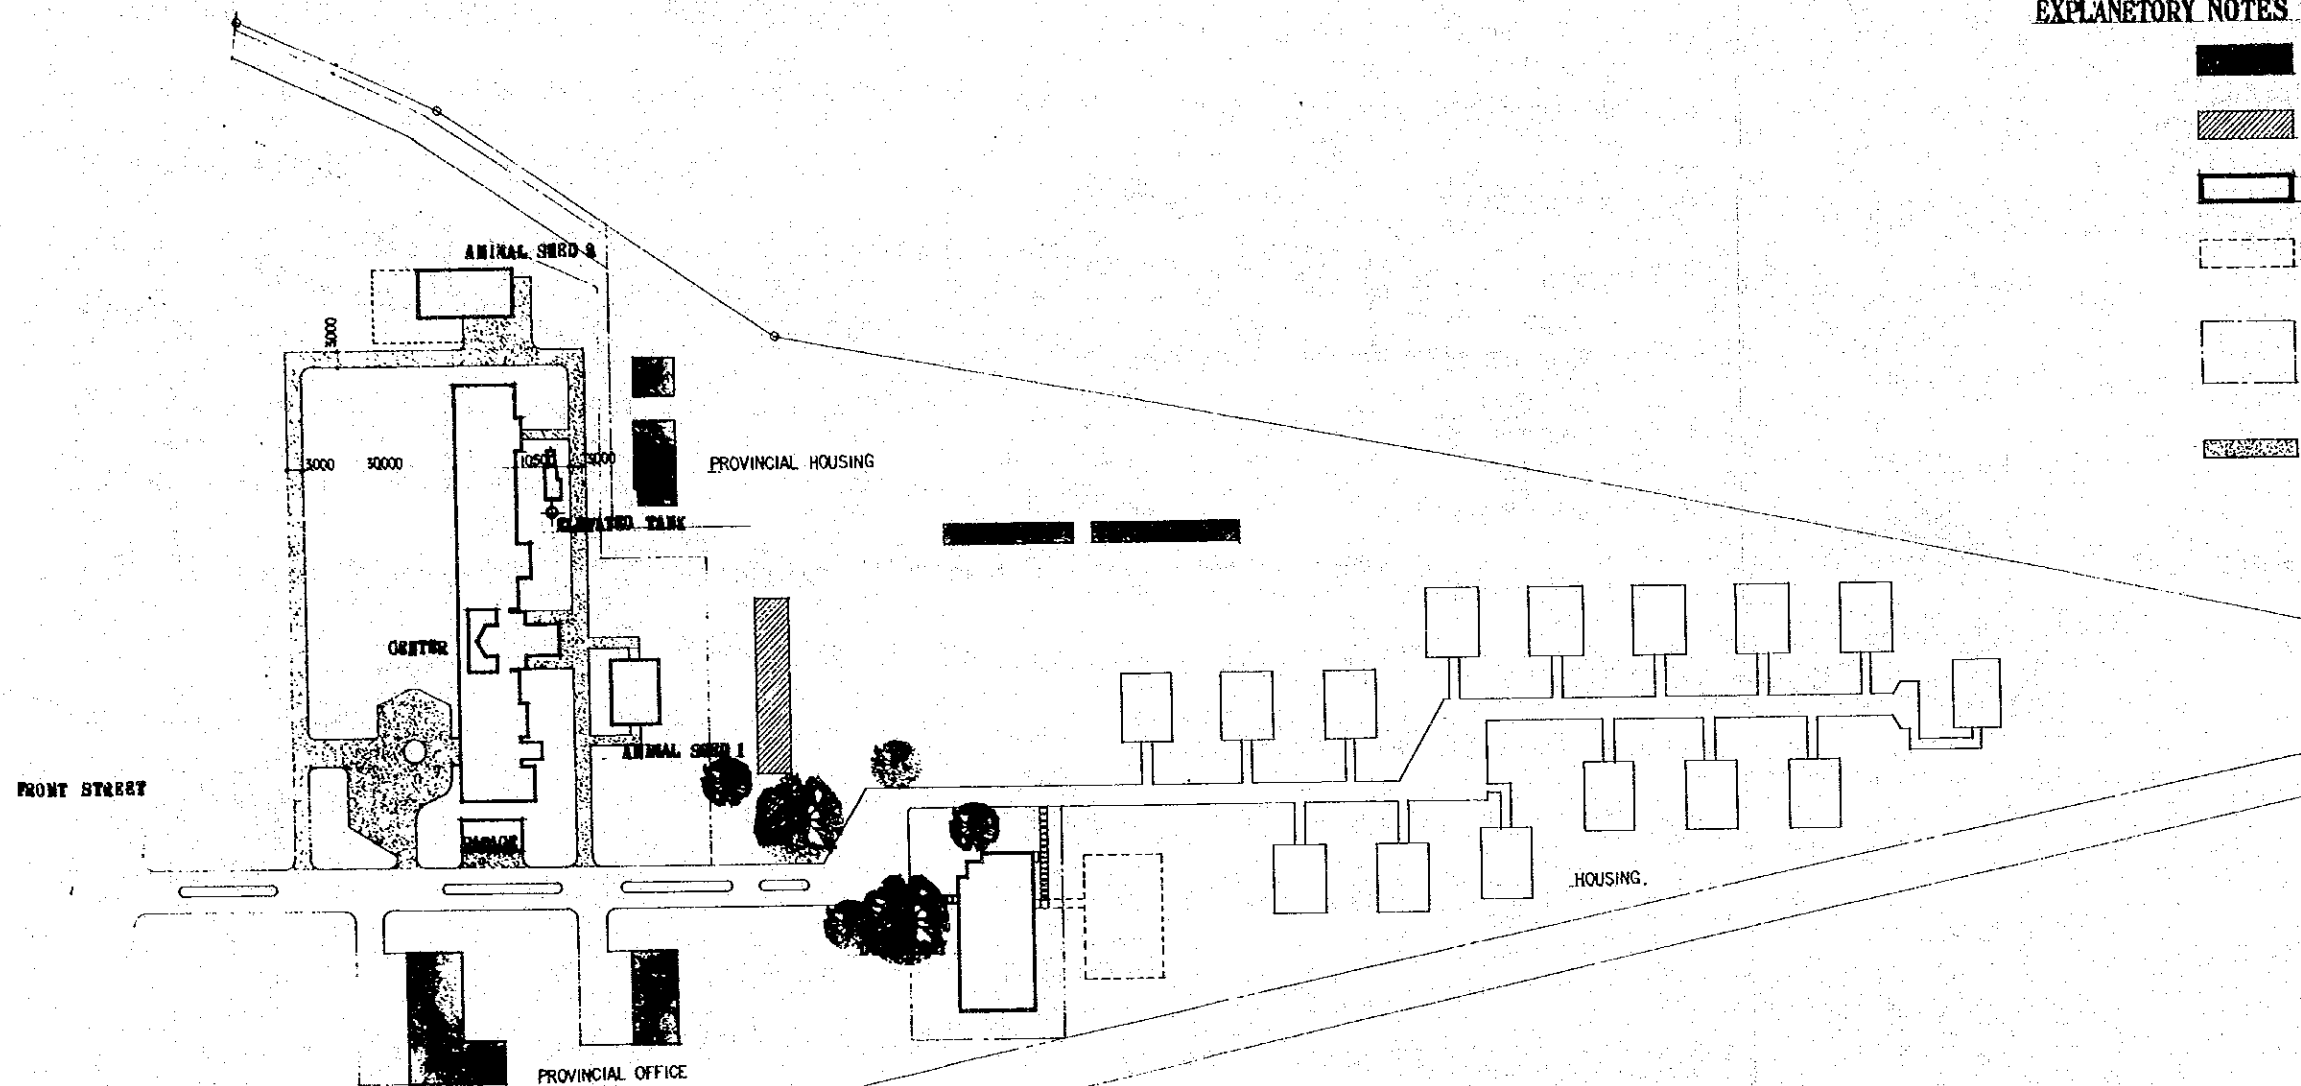 EXPLANETORY NOTES
ANIMAL SHED 2
3000
3000
30000
10500
3000
PROVINCIAL HOUSING
ELEVATED TANK
CENTER
ANIMAL SHED 1
FRONT STREET
GARAGE
HOUSING.
PROVINCIAL OFFICE